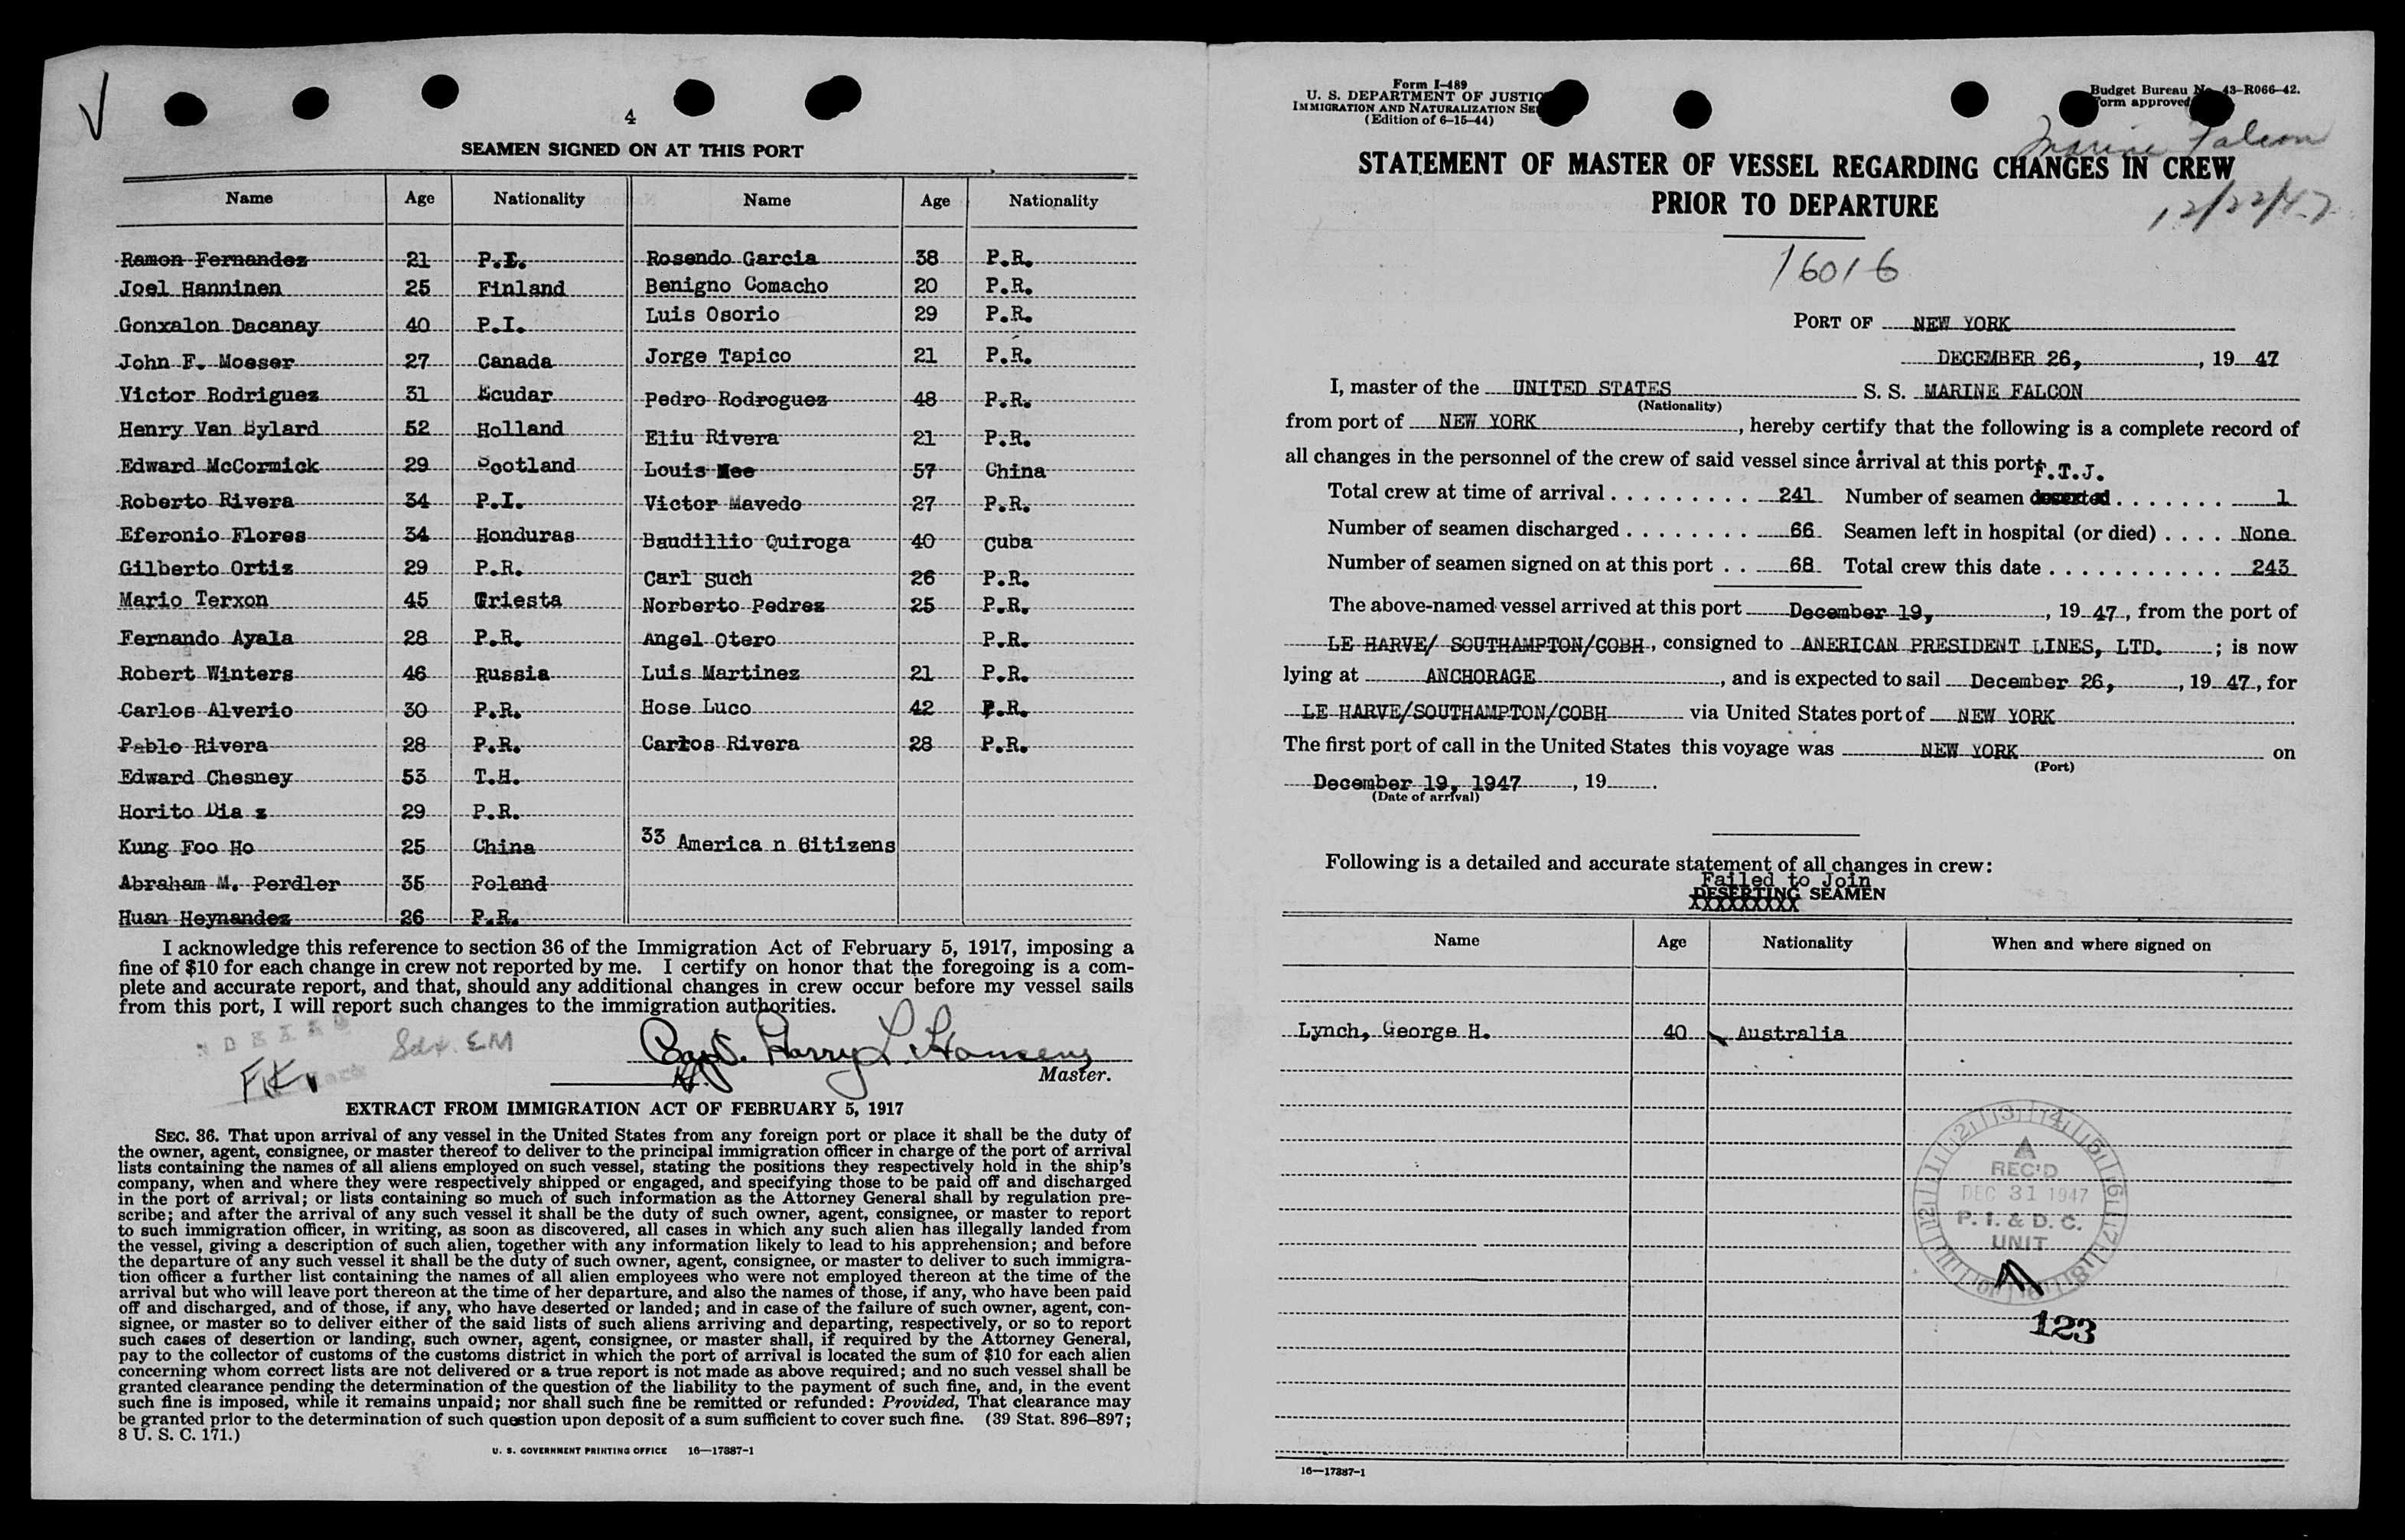 4
SEAMEN SIGNED ON AT THIS PORT
Name Age Nationality Name Age Nationality
Ramon Fernandez 21 P.I. Rosendo Garcia 38 P.R.
Joel Hanninen 25 Finland Benigno Comacho 20 P.R.
Gonxalon Dacanay 40 P.I. Luis Osorio 29 P.R.
John F. Moeser 27 Canada Jorge Tapico 21 P.R.
Victor Rodriguez 31 Ecudar Pedro Rodroguez 48 P.R.
Henry Van Bylard 52 Holland Eliu Rivera 21 P.R.
Edward McCormick 29 Scotland Louis Mee 57 China
Roberto Rivera 34 P.I. Victor Mavedo 27 P.R.
Eferonio Flores 34 Honduras Baudillio Quiroga 40 Cuba
Gilberto Ortiz 29 P.R. Carl Such 26 P.R.
Mario Terxon 45 Triesta Norberto Pedrez 25 P.R.
Fernando Ayala 28 P.R. Angel Otero P.R.
Robert Winters 46 Russia Luis Martinez 21 P.R.
Carlos Alverio 30 P.R. Hose Luco 42 P.R.
Pablo Rivera 28 P.R. Carlos Rivera 28 P.R.
Edward Chesney 53 T.H.
Horito Dia z 29 P.R.
Kung Foo Ho 25 China 33 America n Citizens
Abraham M. Perdler 35 Poland
Huan Heynandez 26 P.R.
I acknowledge this reference to section 36 of the Immigration Act of February 5, 1917, imposing a
fine of $10 for each change in crew not reported by me. I certify on honor that the foregoing is a com-
plete and accurate report, and that, should any additional changes in crew occur before my vessel sails
from this port, I will report such changes to the immigration authorities.
Capt. Harry L.
Master.
EXTRACT FROM IMMIGRATION ACT OF FEBRUARY 5, 1917
SEC. 36. That upon arrival of any vessel in the United States from any foreign port or place it shall be the duty of
the owner, agent, consignee, or master thereof to deliver to the principal immigration officer in charge of the port of arrival
lists containing the names of all aliens employed on such vessel, stating the positions they respectively hold in the ship's
company, when and where they were respectively shipped or engaged, and specifying those to be paid off and discharged
in the port of arrival; or lists containing so much of such information as the Attorney General shall by regulation pre-
scribe; and after the arrival of any such vessel it shall be the duty of such owner, agent, consignee, or master to report
to such immigration officer, in writing, as soon as discovered, all cases in which any such alien has illegally landed from
the vessel, giving a description of such alien, together with any information likely to lead to his apprehension; and before
the departure of any such vessel it shall be the duty of such owner, agent, consignee, or master to deliver to such immigra-
tion officer a further list containing the names of all alien employees who were not employed thereon at the time of the
arrival but who will leave port thereon at the time of her departure, and also the names of those, if any, who have been paid
off and discharged, and of those, if any, who have deserted or landed; and in case of the failure of such owner, agent, con-
signee, or master so to deliver either of the said lists of such aliens arriving and departing, respectively, or so to report
such cases of desertion or landing, such owner, agent, consignee, or master shall, if required by the Attorney General,
pay to the collector of customs of the customs district in which the port of arrival is located the sum of $10 for each alien
concerning whom correct lists are not delivered or a true report is not made as above required; and no such vessel shall be
granted clearance pending the determination of the question of the liability to the payment of such fine, and, in the event
such fine is imposed, while it remains unpaid; nor shall such fine be remitted or refunded: Provided, That clearance may
be granted prior to the determination of such question upon deposit of a sum sufficient to cover such fine. (39 Stat. 896–897;
8 U. S. C. 171.)
U. S. GOVERNMENT PRINTING OFFICE 16—17887-1
Form I-489
U. S. DEPARTMENT OF JUSTIC
IMMIGRATION AND NATURALIZATION SE
(Edition of 6-15-44)
Budget Bureau No. 43-R066-42.
Form approved
Marine Falcon
STATEMENT OF MASTER OF VESSEL REGARDING CHANGES IN CREW
PRIOR TO DEPARTURE
12/22/47
16016
PORT OF NEW YORK
DECEMBER 26, , 19 47
I, master of the UNITED STATES S. S. MARINE FALCON
(Nationality)
from port of NEW YORK , hereby certify that the following is a complete record of
all changes in the personnel of the crew of said vessel since arrival at this port:
F.T.J.
Total crew at time of arrival . . . . . . . . . 241 Number of seamen deserted . . . . . . . 1
Number of seamen discharged . . . . . . . . 66 Seamen left in hospital (or died) . . . . None
Number of seamen signed on at this port . . 68 Total crew this date . . . . . . . . . . . 243
The above-named vessel arrived at this port December 19, , 19 47, from the port of
LE HARVE/ SOUTHAMPTON/COBH, consigned to ANERICAN PRESIDENT LINES, LTD. ; is now
lying at ANCHORAGE , and is expected to sail December 26, , 19 47, for
LE HARVE/SOUTHAMPTON/COBH via United States port of NEW YORK .
The first port of call in the United States this voyage was NEW YORK on
(Port)
December 19, 1947 , 19 .
(Date of arrival)
Following is a detailed and accurate statement of all changes in crew:
Failed to Join
DESERTING SEAMEN
XXXXXXXXX
Name Age Nationality When and where signed on
Lynch, George H. 40 Australia
REC'D
DEC 31 1947
P. I. & D. C.
UNIT
123
16—17887-1